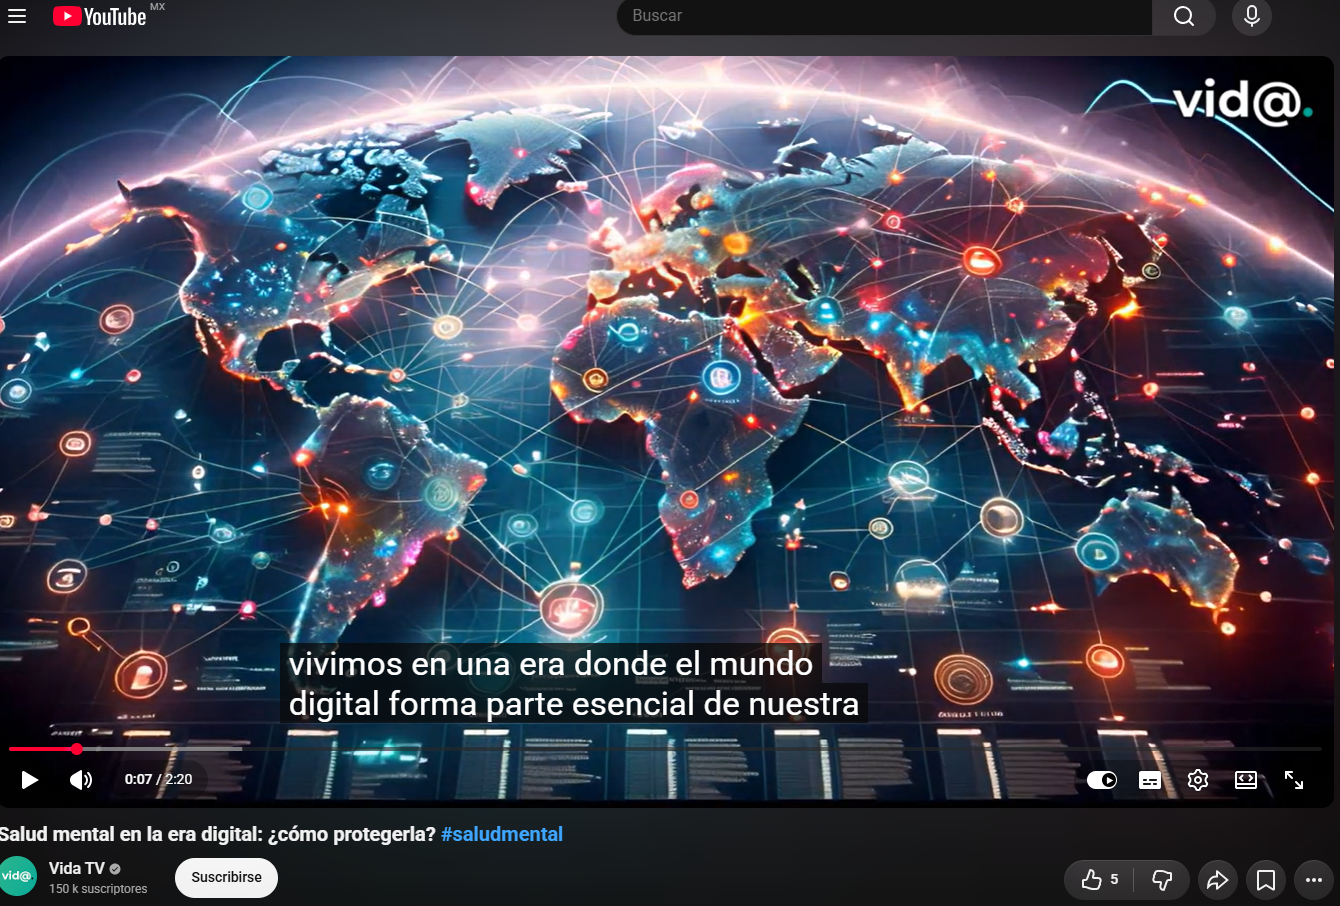 YouTube MX
Buscar
vid@.
vivimos en una era donde el mundo
digital forma parte esencial de nuestra
0:07 / 2:20
Salud mental en la era digital: ¿cómo protegerla? #saludmental
vid@.
Vida TV
150 k suscriptores
Suscribirse
5